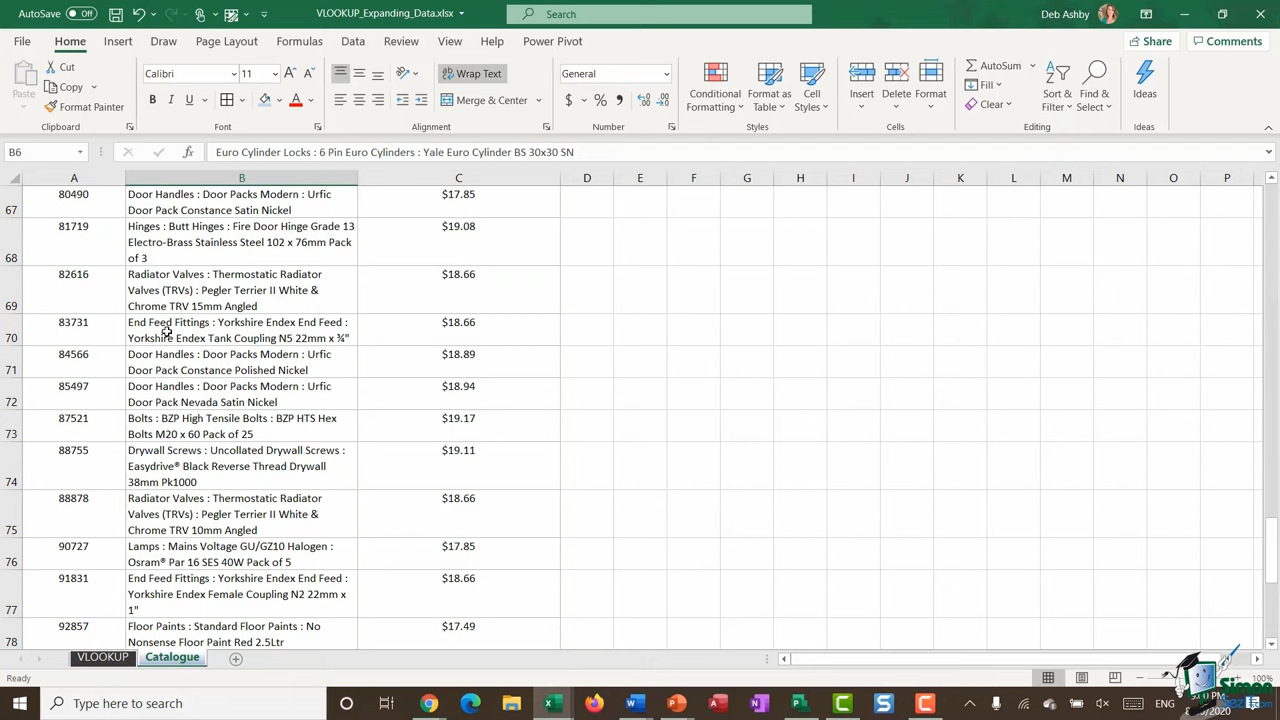 AutoSave Off VLOOKUP_Expanding_Data.xlsx Search Deb Ashby
File Home Insert Draw Page Layout Formulas Data Review View Help Power Pivot Share Comments
Paste Cut Copy Format Painter Clipboard
Calibri 11 B I U A Font
Wrap Text Merge & Center Alignment
General $ % , Number
Conditional Formatting Format as Table Cell Styles Styles
Insert Delete Format Cells
AutoSum Fill Clear Sort & Filter Find & Select Editing
Ideas Ideas
B6 fx Euro Cylinder Locks : 6 Pin Euro Cylinders : Yale Euro Cylinder BS 30x30 SN
A B C D E F G H I J K L M N O P
80490 Door Handles : Door Packs Modern : Urfic $17.85
67 Door Pack Constance Satin Nickel
81719 Hinges : Butt Hinges : Fire Door Hinge Grade 13 $19.08
Electro-Brass Stainless Steel 102 x 76mm Pack
68 of 3
82616 Radiator Valves : Thermostatic Radiator $18.66
Valves (TRVs) : Pegler Terrier II White &
69 Chrome TRV 15mm Angled
83731 End Feed Fittings : Yorkshire Endex End Feed : $18.66
70 Yorkshire Endex Tank Coupling N5 22mm x ¾"
84566 Door Handles : Door Packs Modern : Urfic $18.89
71 Door Pack Constance Polished Nickel
85497 Door Handles : Door Packs Modern : Urfic $18.94
72 Door Pack Nevada Satin Nickel
87521 Bolts : BZP High Tensile Bolts : BZP HTS Hex $19.17
73 Bolts M20 x 60 Pack of 25
88755 Drywall Screws : Uncollated Drywall Screws : $19.11
Easydrive® Black Reverse Thread Drywall
74 38mm Pk1000
88878 Radiator Valves : Thermostatic Radiator $18.66
Valves (TRVs) : Pegler Terrier II White &
75 Chrome TRV 10mm Angled
90727 Lamps : Mains Voltage GU/GZ10 Halogen : $17.85
76 Osram® Par 16 SES 40W Pack of 5
91831 End Feed Fittings : Yorkshire Endex End Feed : $18.66
Yorkshire Endex Female Coupling N2 22mm x
77 1"
92857 Floor Paints : Standard Floor Paints : No $17.49
78 Nonsense Floor Paint Red 2.5Ltr
VLOOKUP Catalogue
Ready 100%
Type here to search
Simon